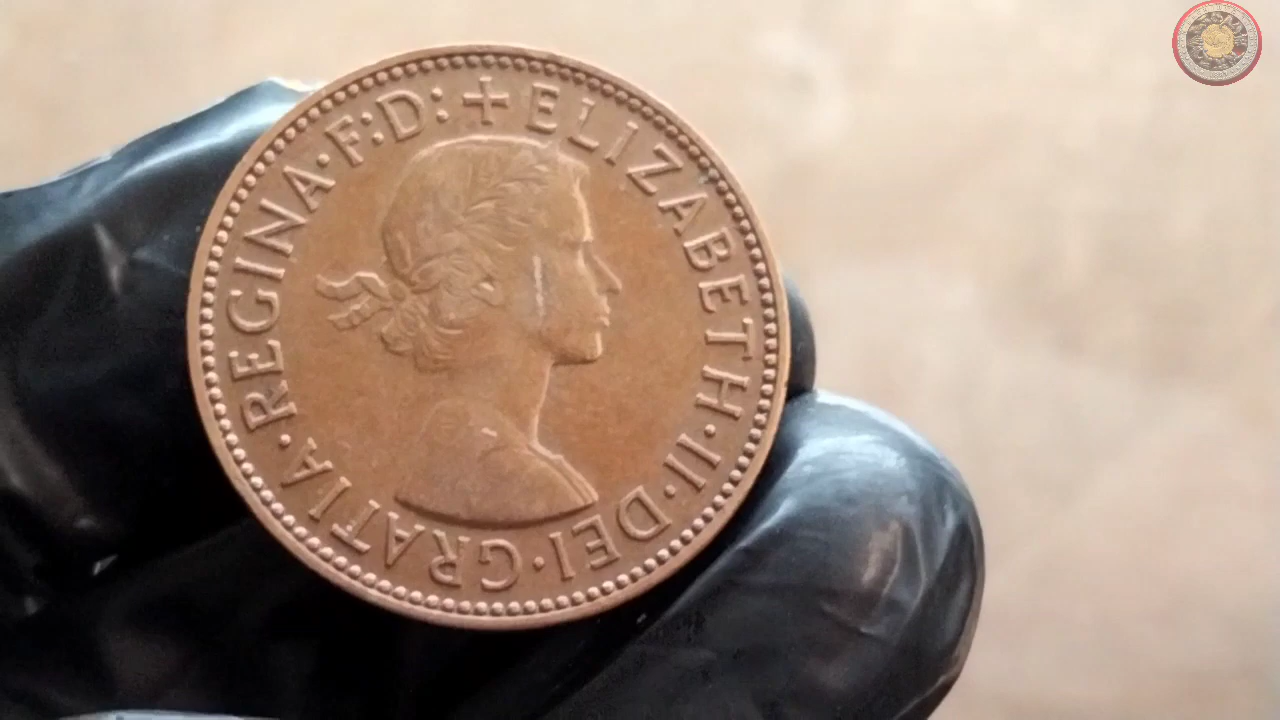 + ELIZABETH · II · DEI · GRATIA · REGINA · F: D: